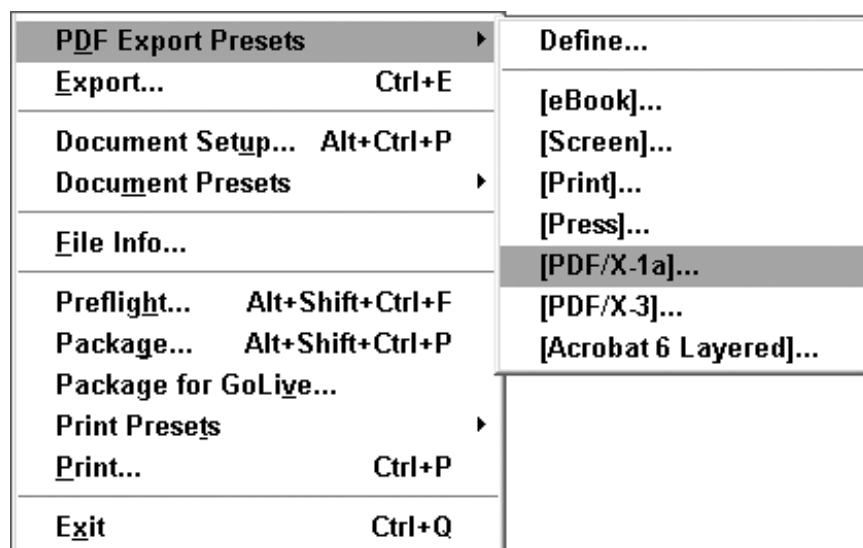 PDF Export Presets
Export... Ctrl+E
Document Setup... Alt+Ctrl+P
Document Presets
File Info...
Preflight... Alt+Shift+Ctrl+F
Package... Alt+Shift+Ctrl+P
Package for GoLive...
Print Presets
Print... Ctrl+P
Exit Ctrl+Q
Define...
[eBook]...
[Screen]...
[Print]...
[Press]...
[PDF/X-1a]...
[PDF/X-3]...
[Acrobat 6 Layered]...